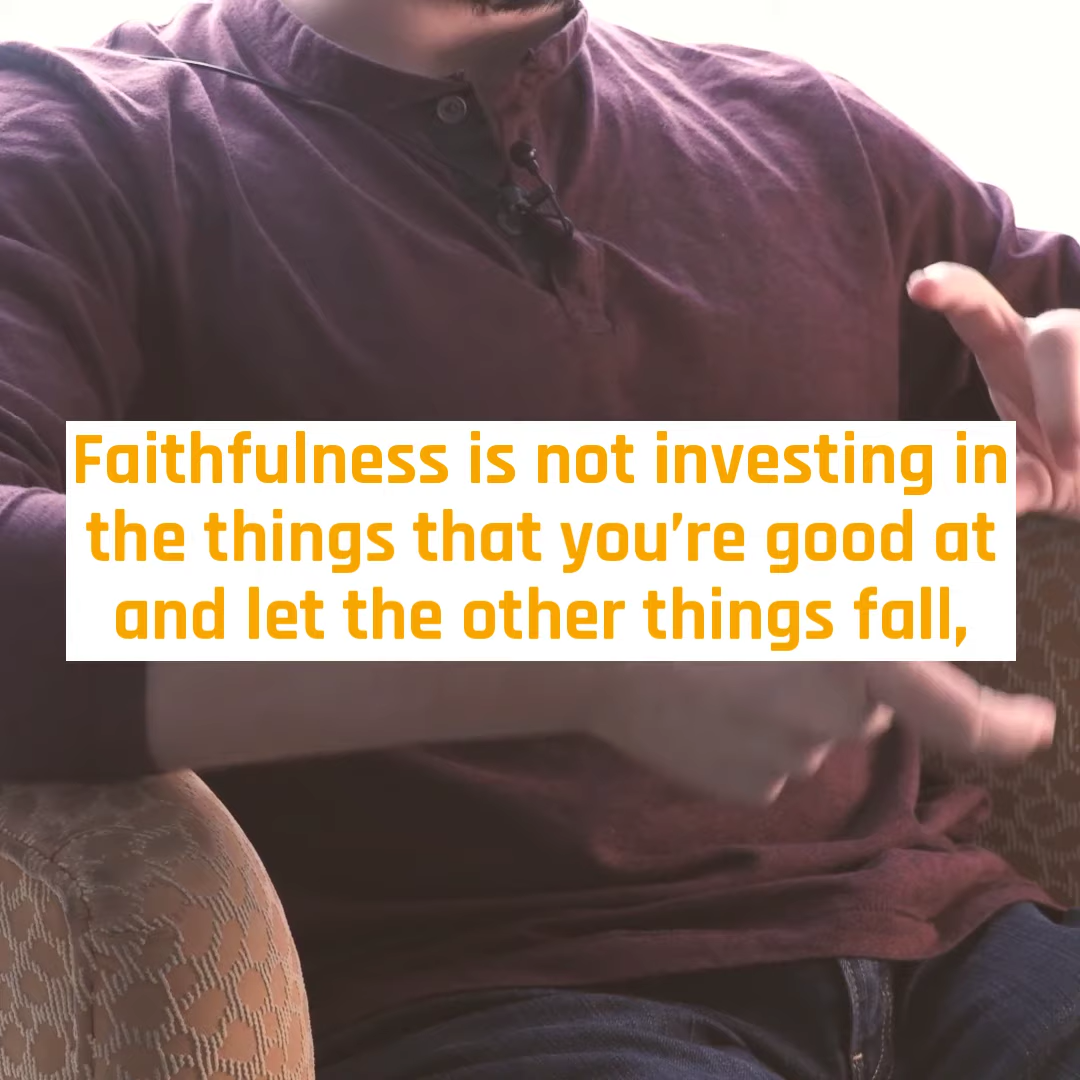 Faithfulness is not investing in
the things that you’re good at
and let the other things fall,